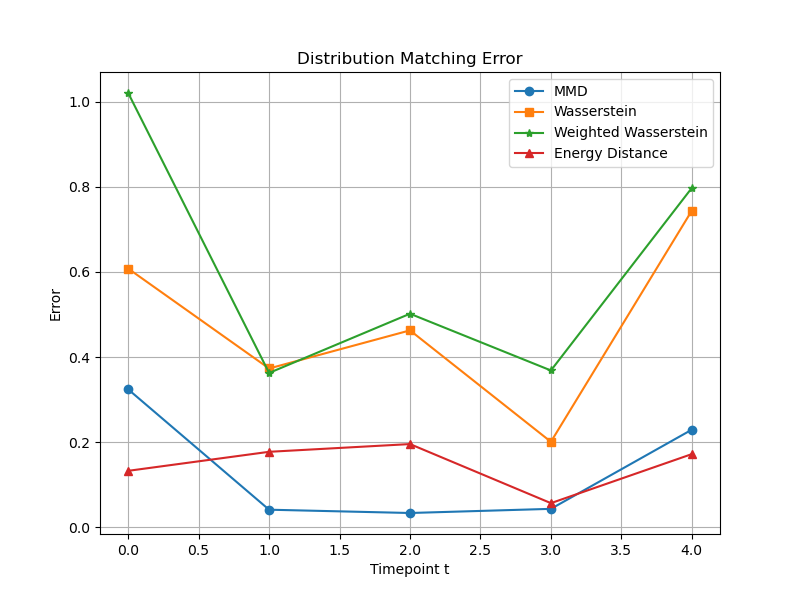 Distribution Matching Error
MMD
Wasserstein
Weighted Wasserstein
Energy Distance
Error
1.0
0.8
0.6
0.4
0.2
0.0
0.0 0.5 1.0 1.5 2.0 2.5 3.0 3.5 4.0
Timepoint t